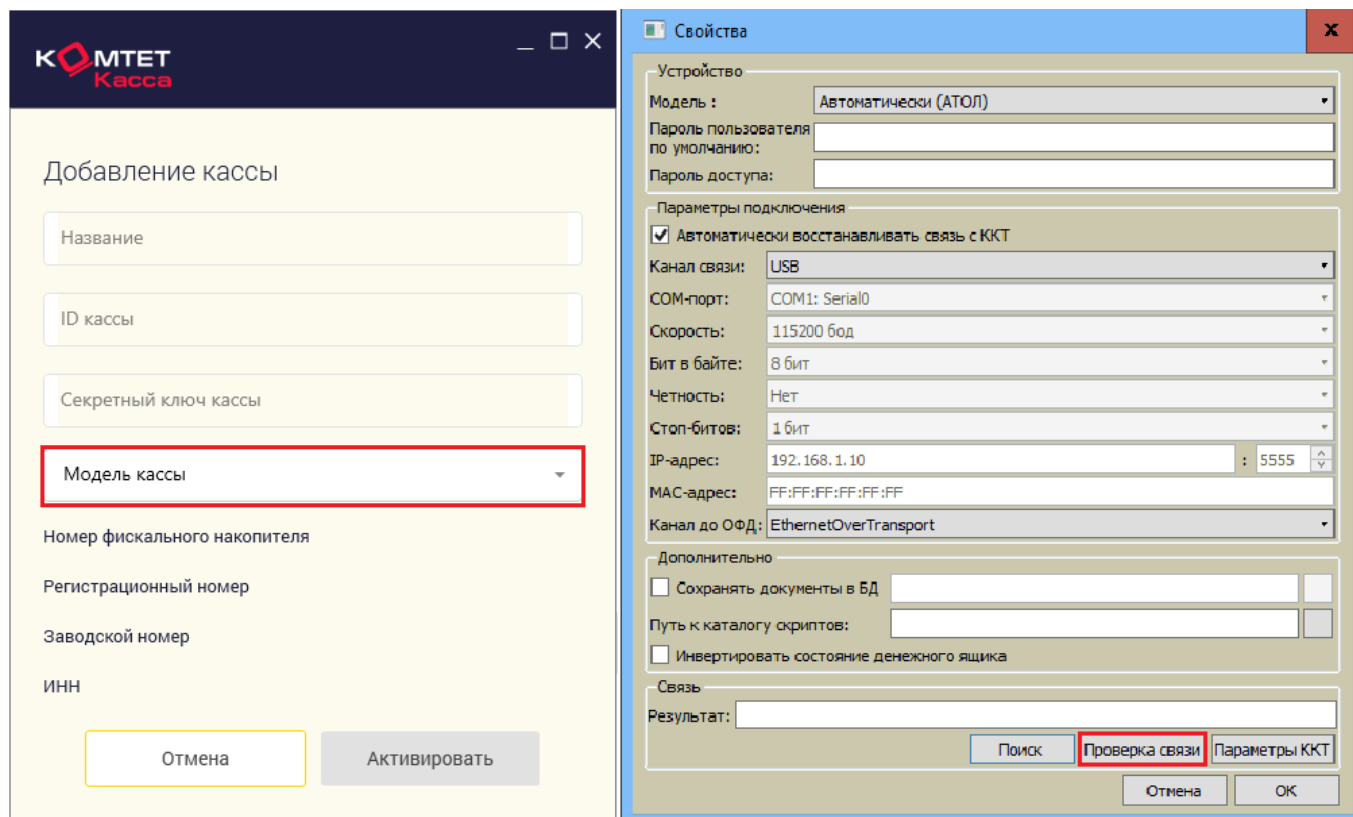 КОМТЕТ
Касса
Добавление кассы
Название
ID кассы
Секретный ключ кассы
Модель кассы
Номер фискального накопителя
Регистрационный номер
Заводской номер
ИНН
Отмена
Активировать
Свойства
Устройство
Модель : Автоматически (АТОЛ)
Пароль пользователя
по умолчанию:
Пароль доступа:
Параметры подключения
Автоматически восстанавливать связь с ККТ
Канал связи: USB
COM-порт: COM1: Serial0
Скорость: 115200 бод
Бит в байте: 8 бит
Четность: Нет
Стоп-битов: 1 бит
IP-адрес: 192.168.1.10 : 5555
MAC-адрес: FF:FF:FF:FF:FF:FF
Канал до ОФД: EthernetOverTransport
Дополнительно
Сохранять документы в БД
Путь к каталогу скриптов:
Инвертировать состояние денежного ящика
Связь
Результат:
Поиск Проверка связи Параметры ККТ
Отмена ОК